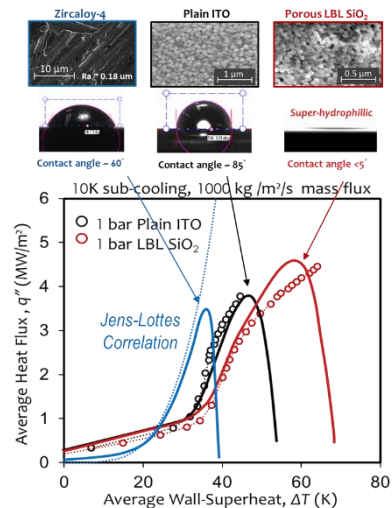 Zircaloy-4
Plain ITO
Porous LBL SiO₂
10 μm
Ra ~ 0.18 um
1 μm
0.5 μm
Super-hydrophillic
Contact angle ~ 60°
Contact angle ~ 85°
Contact angle <5°
10K sub-cooling, 1000 kg /m²/s mass flux
1 bar Plain ITO
1 bar LBL SiO₂
Jens-Lottes
Correlation
Average Heat Flux, q″ (MW/m²)
6
5
4
3
2
1
0
0 20 40 60 80
Average Wall-Superheat, ΔT (K)